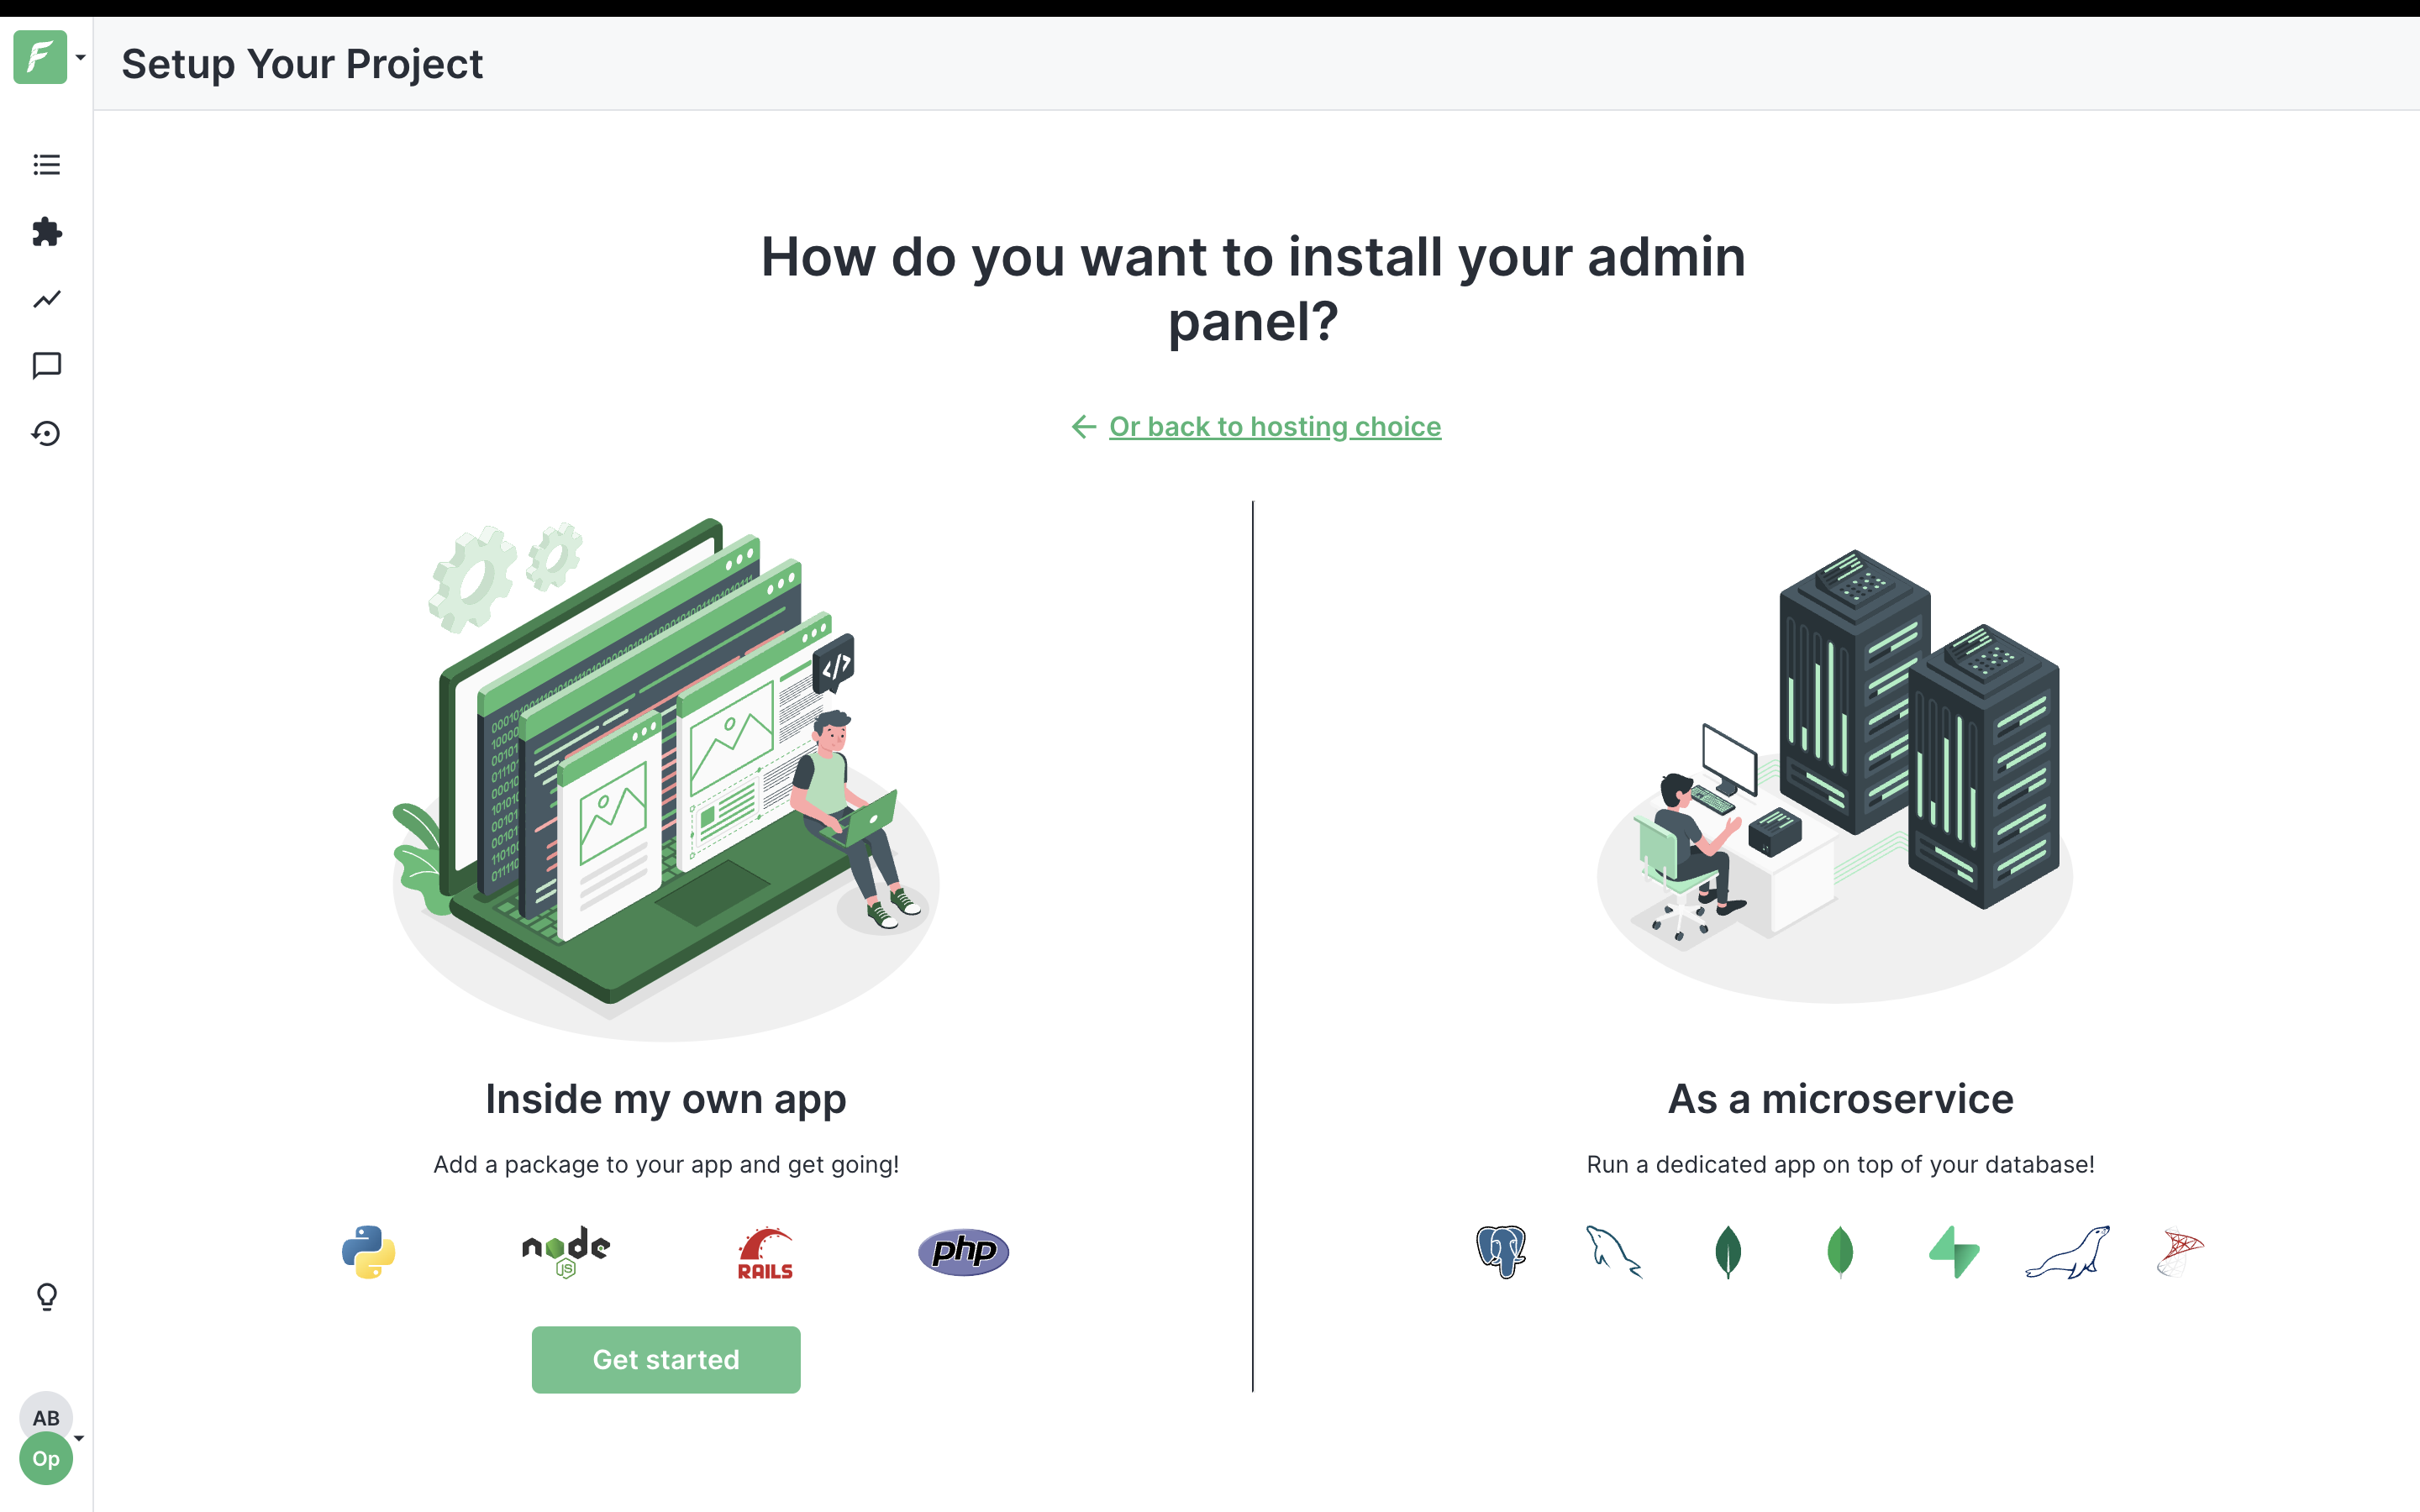 Setup Your Project
How do you want to install your admin
panel?
Or back to hosting choice
Inside my own app
Add a package to your app and get going!
node
JS
RAILS
php
Get started
As a microservice
Run a dedicated app on top of your database!
AB
Op